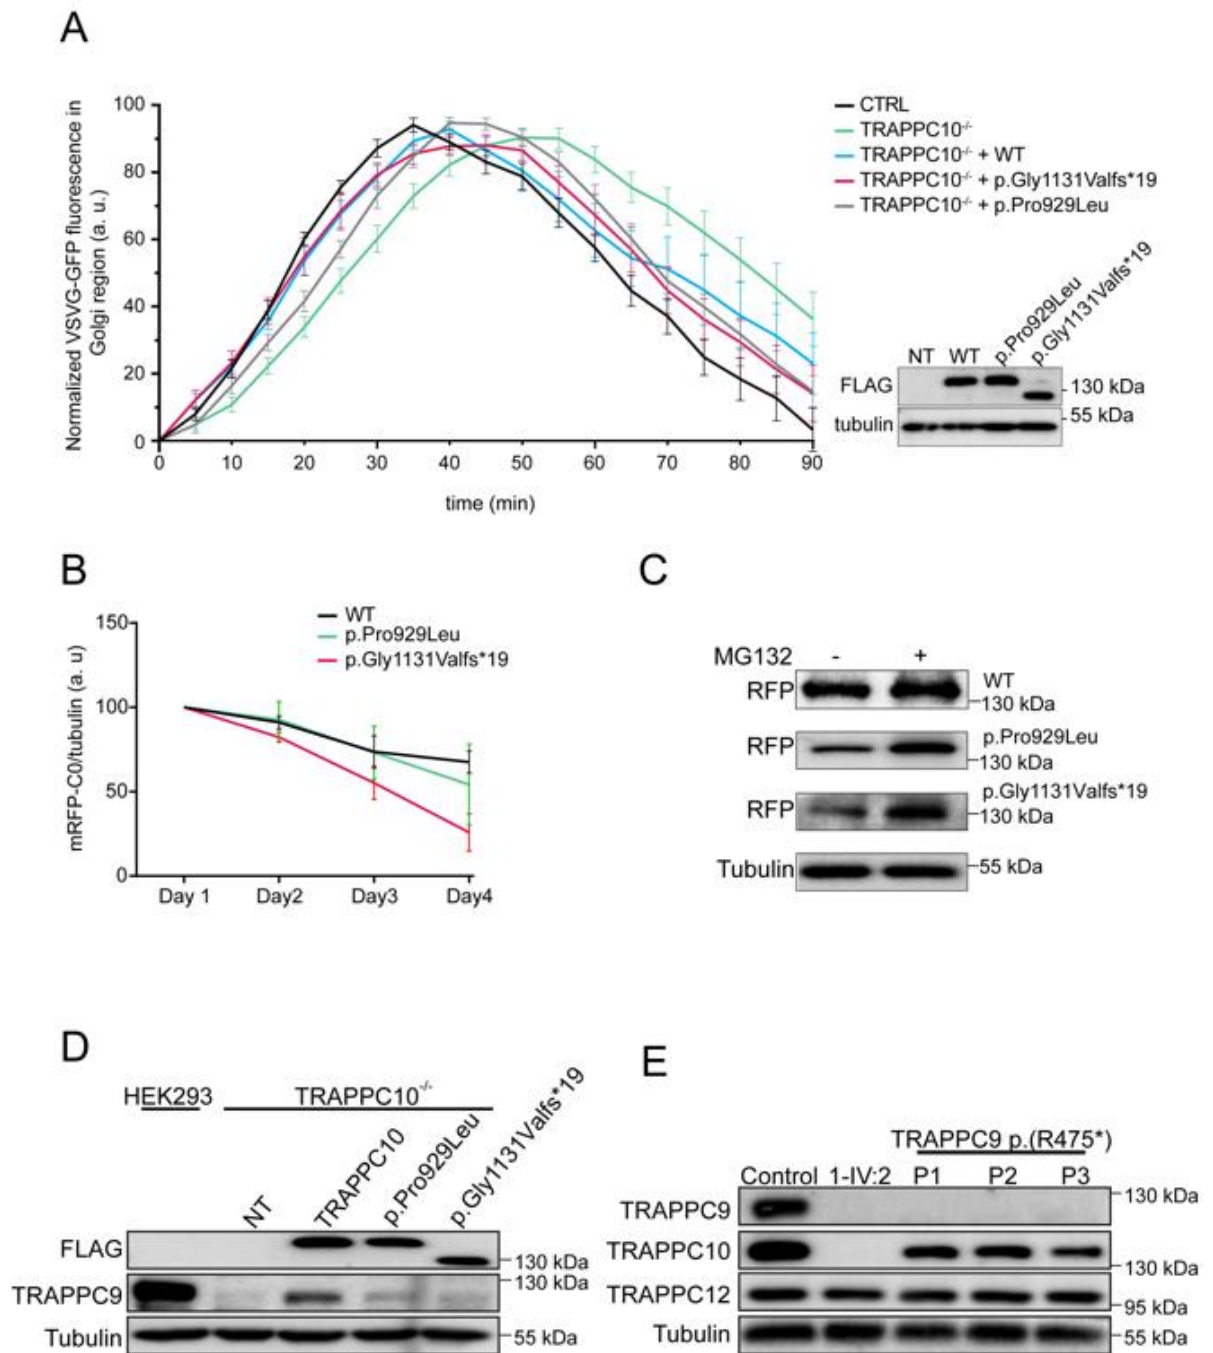 A
Normalized VSVG-GFP fluorescence in
Golgi region (a. u.)
100
80
60
40
20
0
0 10 20 30 40 50 60 70 80 90
time (min)
CTRL
TRAPPC10-/-
TRAPPC10-/- + WT
TRAPPC10-/- + p.Gly1131Valfs*19
TRAPPC10-/- + p.Pro929Leu
NT WT p.Pro929Leu p.Gly1131Valfs*19
FLAG 130 kDa
tubulin 55 kDa
B
mRFP-C0/tubulin (a. u)
150
100
50
0
Day 1 Day2 Day3 Day4
WT
p.Pro929Leu
p.Gly1131Valfs*19
C
MG132 - +
RFP WT
130 kDa
RFP p.Pro929Leu
130 kDa
RFP p.Gly1131Valfs*19
130 kDa
Tubulin 55 kDa
D
HEK293 TRAPPC10-/-
NT TRAPPC10 p.Pro929Leu p.Gly1131Valfs*19
FLAG 130 kDa
TRAPPC9 130 kDa
Tubulin 55 kDa
E
TRAPPC9 p.(R475*)
Control 1-IV:2 P1 P2 P3
TRAPPC9 130 kDa
TRAPPC10 130 kDa
TRAPPC12 95 kDa
Tubulin 55 kDa